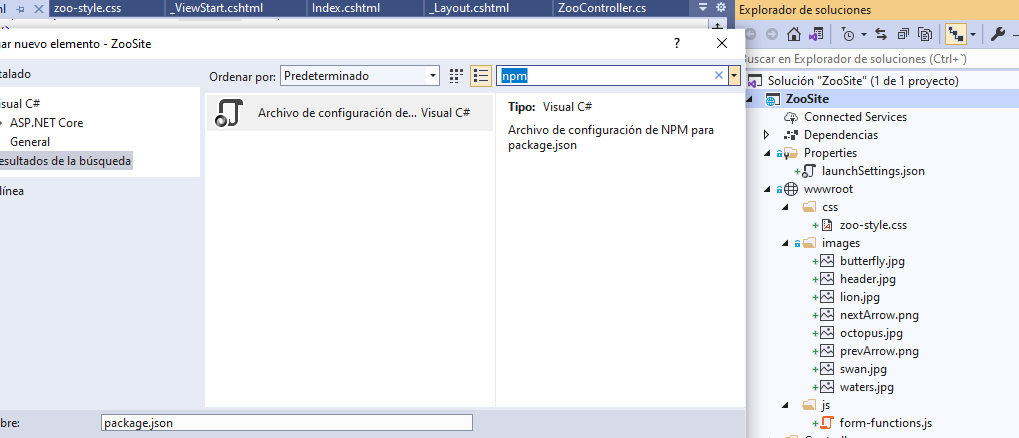 zoo-style.css
_ViewStart.cshtml
Index.cshtml
_Layout.cshtml
ZooController.cs
Explorador de soluciones
gar nuevo elemento - ZooSite
Buscar en Explorador de soluciones (Ctrl+´)
stalado
Ordenar por:
Predeterminado
npm
isual C#
ASP.NET Core
General
esultados de la búsqueda
línea
Archivo de configuración de... Visual C#
Tipo: Visual C#
Archivo de configuración de NPM para
package.json
bre:
package.json
Solución "ZooSite" (1 de 1 proyecto)
ZooSite
Connected Services
Dependencias
Properties
launchSettings.json
wwwroot
css
zoo-style.css
images
butterfly.jpg
header.jpg
lion.jpg
nextArrow.png
octopus.jpg
prevArrow.png
swan.jpg
waters.jpg
js
form-functions.js